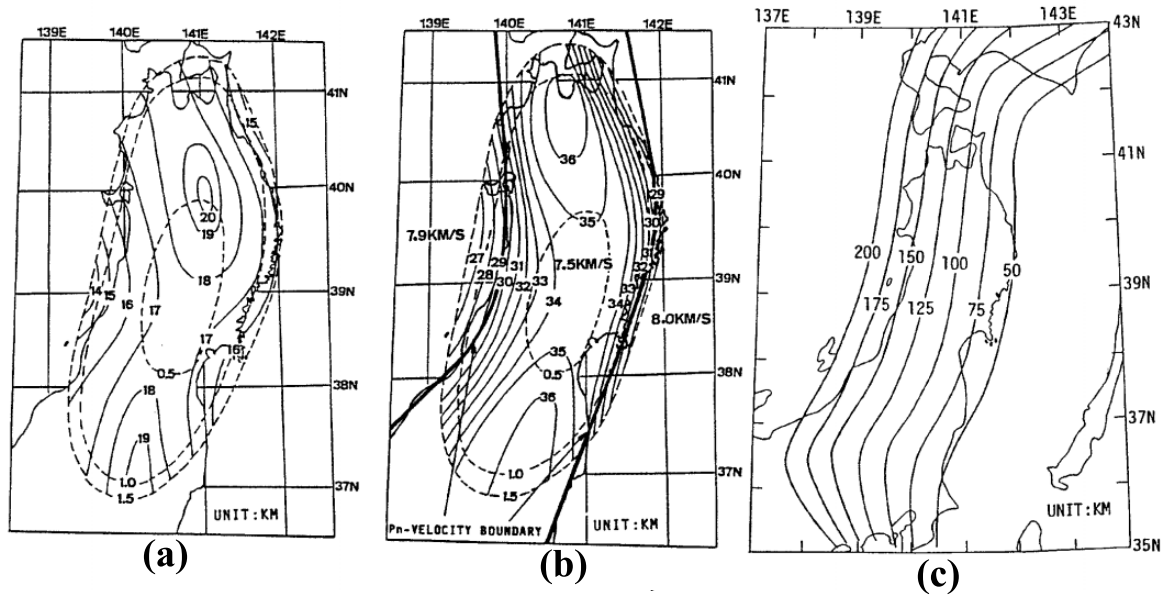 139E 140E 141E 142E
41N
15
40N
20
19
18
14
15
16
17
39N
17
16
0.5
38N
18
19
1.0
1.5
37N
UNIT:KM
(a)
139E 140E 141E 142E
41N
36
40N
29
35
30
7.9KM/S
31
27
29
31
7.5KM/S
32
28
33
39N
30
32
34
33
34
8.0KM/S
35
0.5
38N
36
1.0
1.5
37N
Pn-VELOCITY BOUNDARY
UNIT:KM
(b)
137E 139E 141E 143E
43N
41N
200
150
100
50
39N
175
125
75
37N
UNIT:KM
35N
(c)